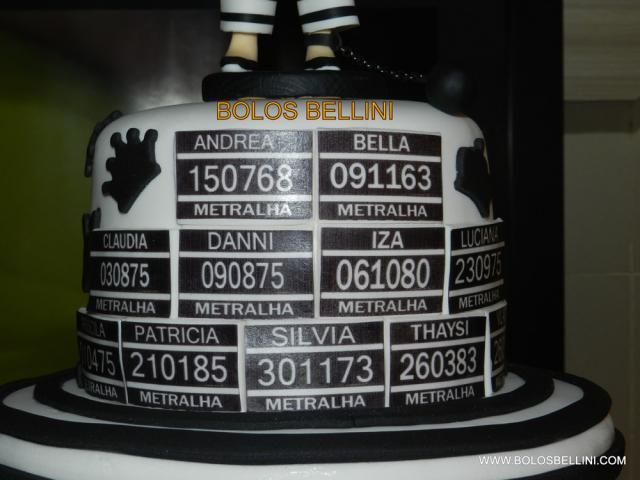 BOLOS BELLINI
ANDREA BELLA
150768 091163
METRALHA METRALHA
CLAUDIA DANNI IZA LUCIANA
030875 090875 061080 230975
METRALHA METRALHA METRALHA METRALHA
PATRICIA SILVIA THAYSI
210185 301173 260383
METRALHA METRALHA METRALHA
WWW.BOLOSBELLINI.COM